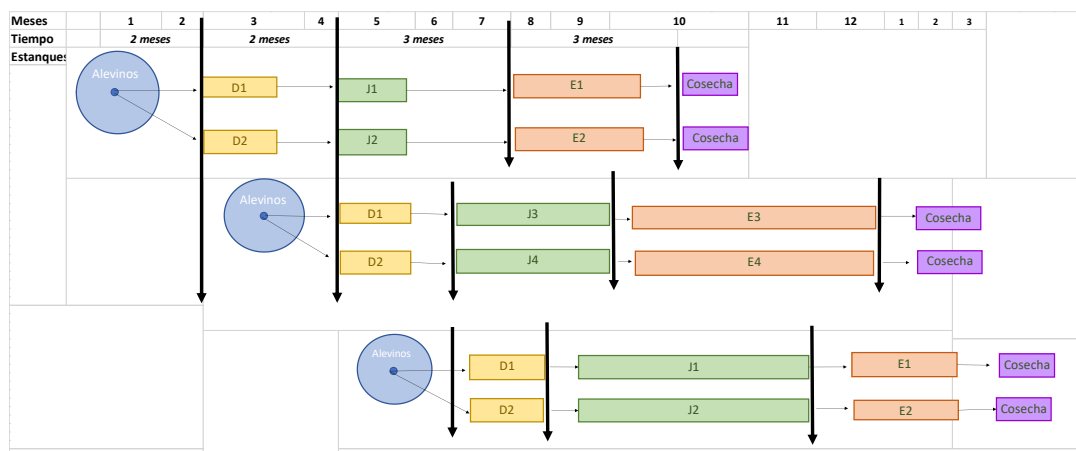 Meses 1 2 3 4 5 6 7 8 9 10 11 12 1 2 3
Tiempo 2 meses 2 meses 3 meses 3 meses
Estanques
Alevinos
D1 J1 E1 Cosecha
D2 J2 E2 Cosecha
Alevinos
D1 J3 E3 Cosecha
D2 J4 E4 Cosecha
Alevinos
D1 J1 E1 Cosecha
D2 J2 E2 Cosecha